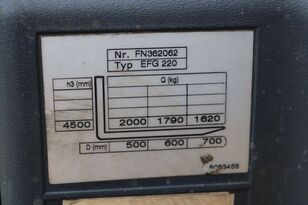 Nr. FN362062
Typ EFG 220
h3 (mm) Q (kg)
4500 2000 1790 1620
D (mm) 500 600 700